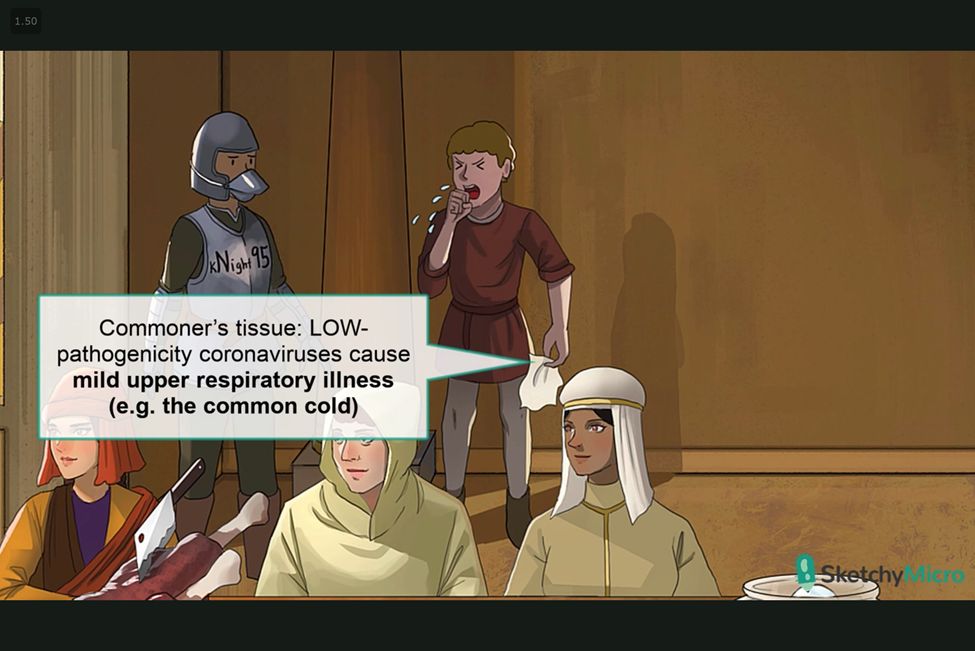 1.50
kNight 95
Commoner’s tissue: LOW-
pathogenicity coronaviruses cause
mild upper respiratory illness
(e.g. the common cold)
SketchyMicro